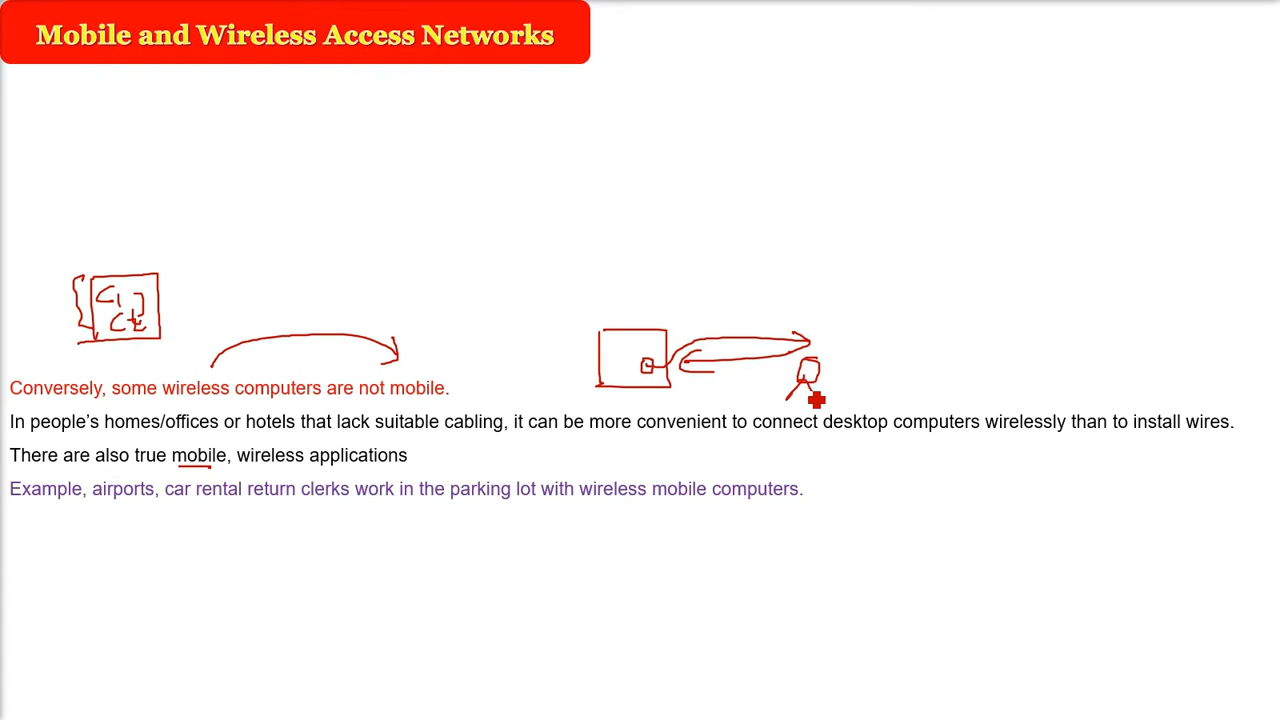 Mobile and Wireless Access Networks
C1
Conversely, some wireless computers are not mobile.
In people’s homes/offices or hotels that lack suitable cabling, it can be more convenient to connect desktop computers wirelessly than to install wires.
There are also true mobile, wireless applications
Example, airports, car rental return clerks work in the parking lot with wireless mobile computers.